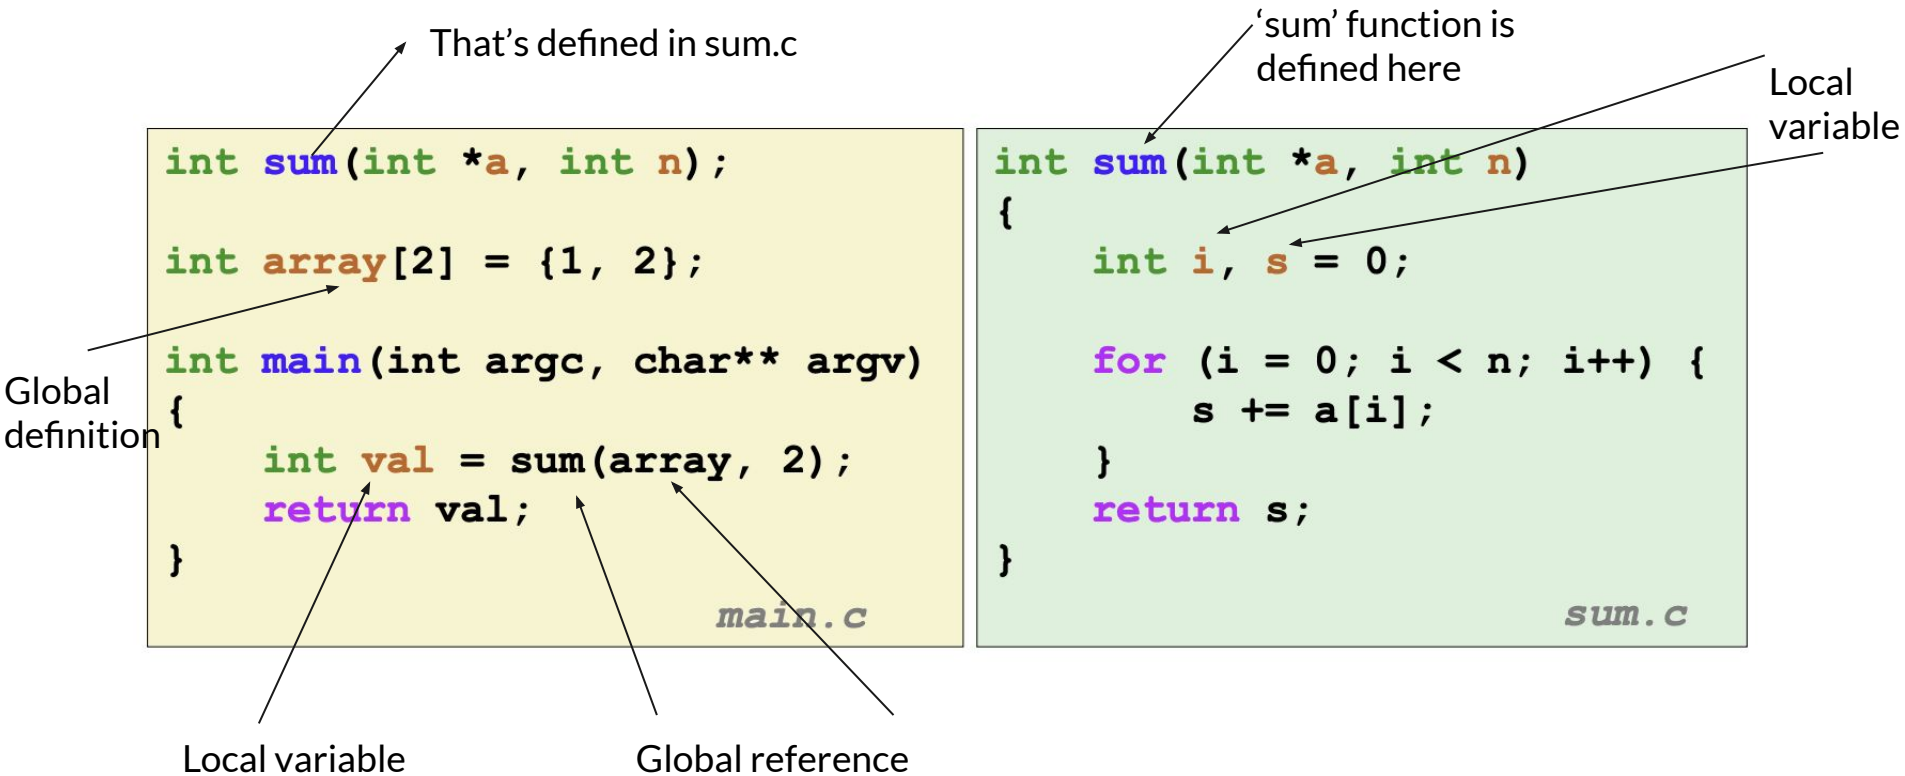 That’s defined in sum.c
‘sum’ function is
defined here
Local
variable
int sum(int *a, int n);
int array[2] = {1, 2};
int main(int argc, char** argv)
{
    int val = sum(array, 2);
    return val;
}
main.c
int sum(int *a, int n)
{
    int i, s = 0;
    for (i = 0; i < n; i++) {
        s += a[i];
    }
    return s;
}
sum.c
Global
definition
Local variable
Global reference